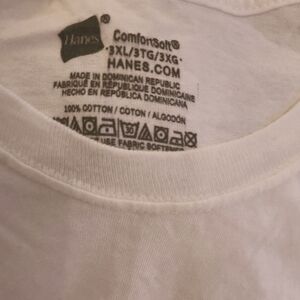 Hanes®
ComfortSoft®
3XL/3TG/3XG
HANES.COM
MADE IN DOMINICAN REPUBLIC
FABRIQUÉ EN RÉPUBLIQUE DOMINICAINE
HECHO EN REPÚBLICA DOMINICANA
100% COTTON / COTON / ALGODÓN
USE FABRIC SOFTENER